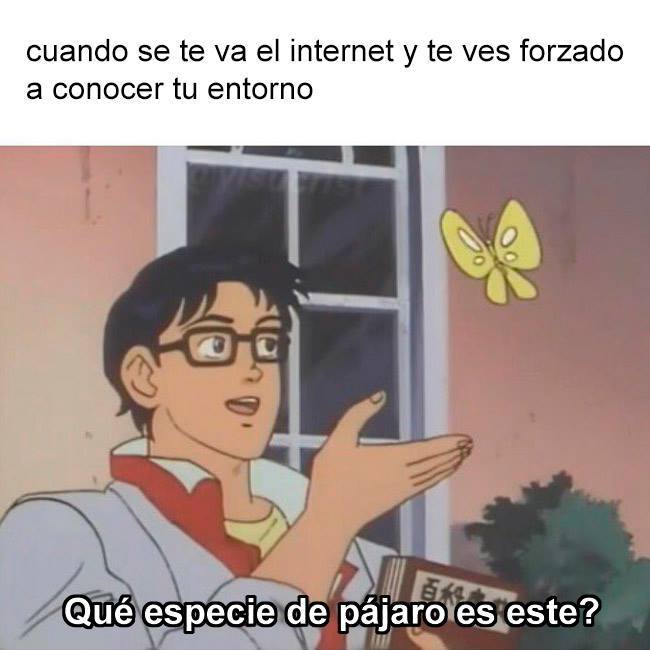 cuando se te va el internet y te ves forzado
a conocer tu entorno
Qué especie de pájaro es este?